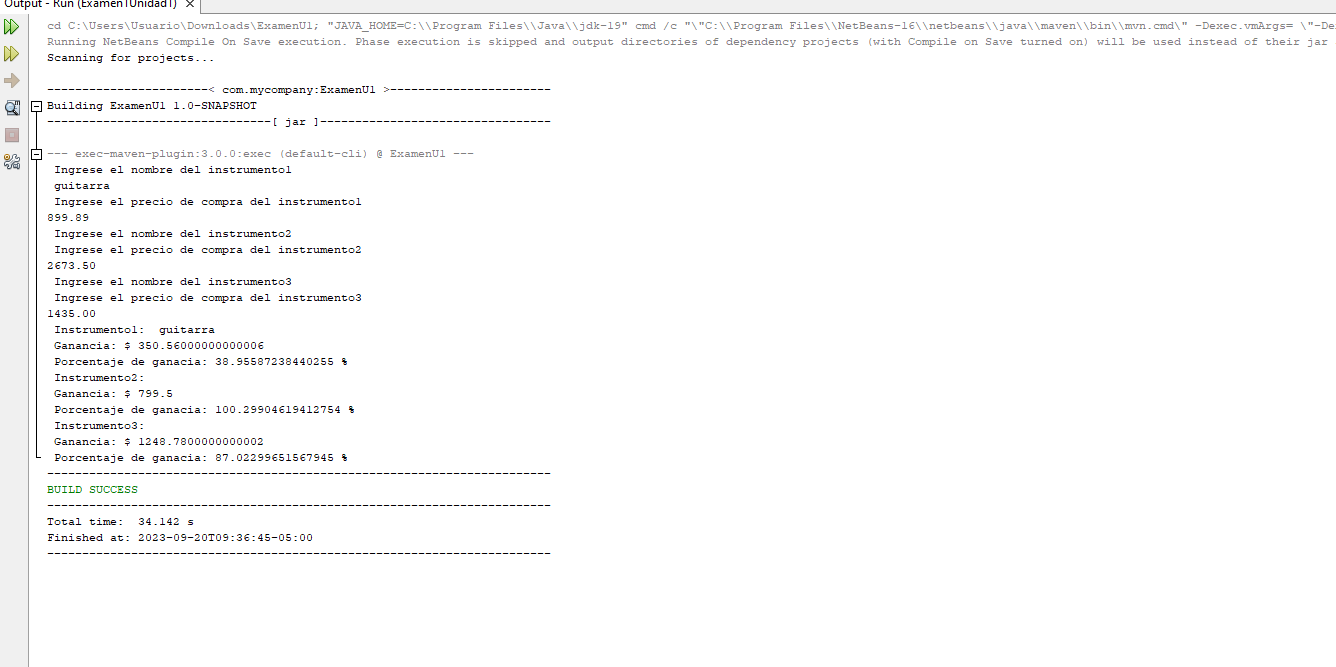 Output - Run (Examen1Unidad1) ×
cd C:\Users\Usuario\Downloads\ExamenU1; "JAVA_HOME=C:\\Program Files\\Java\\jdk-19" cmd /c "\"C:\\Program Files\\NetBeans-16\\netbeans\\java\\maven\\bin\\mvn.cmd\" -Dexec.vmArgs= \"-De
Running NetBeans Compile On Save execution. Phase execution is skipped and output directories of dependency projects (with Compile on Save turned on) will be used instead of their jar
Scanning for projects...
-----------------------< com.mycompany:ExamenU1 >-----------------------
Building ExamenU1 1.0-SNAPSHOT
--------------------------------[ jar ]---------------------------------
--- exec-maven-plugin:3.0.0:exec (default-cli) @ ExamenU1 ---
Ingrese el nombre del instrumento1
guitarra
Ingrese el precio de compra del instrumento1
899.89
Ingrese el nombre del instrumento2
Ingrese el precio de compra del instrumento2
2673.50
Ingrese el nombre del instrumento3
Ingrese el precio de compra del instrumento3
1435.00
Instrumento1:  guitarra
Ganancia: $ 350.56000000000006
Porcentaje de ganacia: 38.95587238440255 %
Instrumento2:
Ganancia: $ 799.5
Porcentaje de ganacia: 100.29904619412754 %
Instrumento3:
Ganancia: $ 1248.7800000000002
Porcentaje de ganacia: 87.02299651567945 %
------------------------------------------------------------------------
BUILD SUCCESS
------------------------------------------------------------------------
Total time:  34.142 s
Finished at: 2023-09-20T09:36:45-05:00
------------------------------------------------------------------------